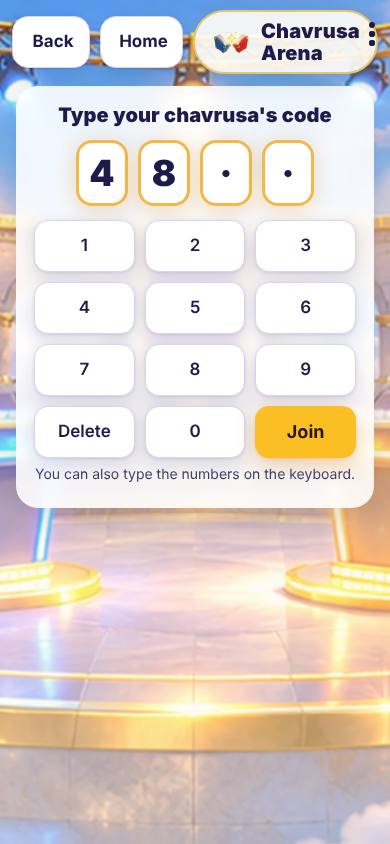 Back
Home
Chavrusa
Arena
Type your chavrusa's code
4 8 • •
1 2 3
4 5 6
7 8 9
Delete 0 Join
You can also type the numbers on the keyboard.